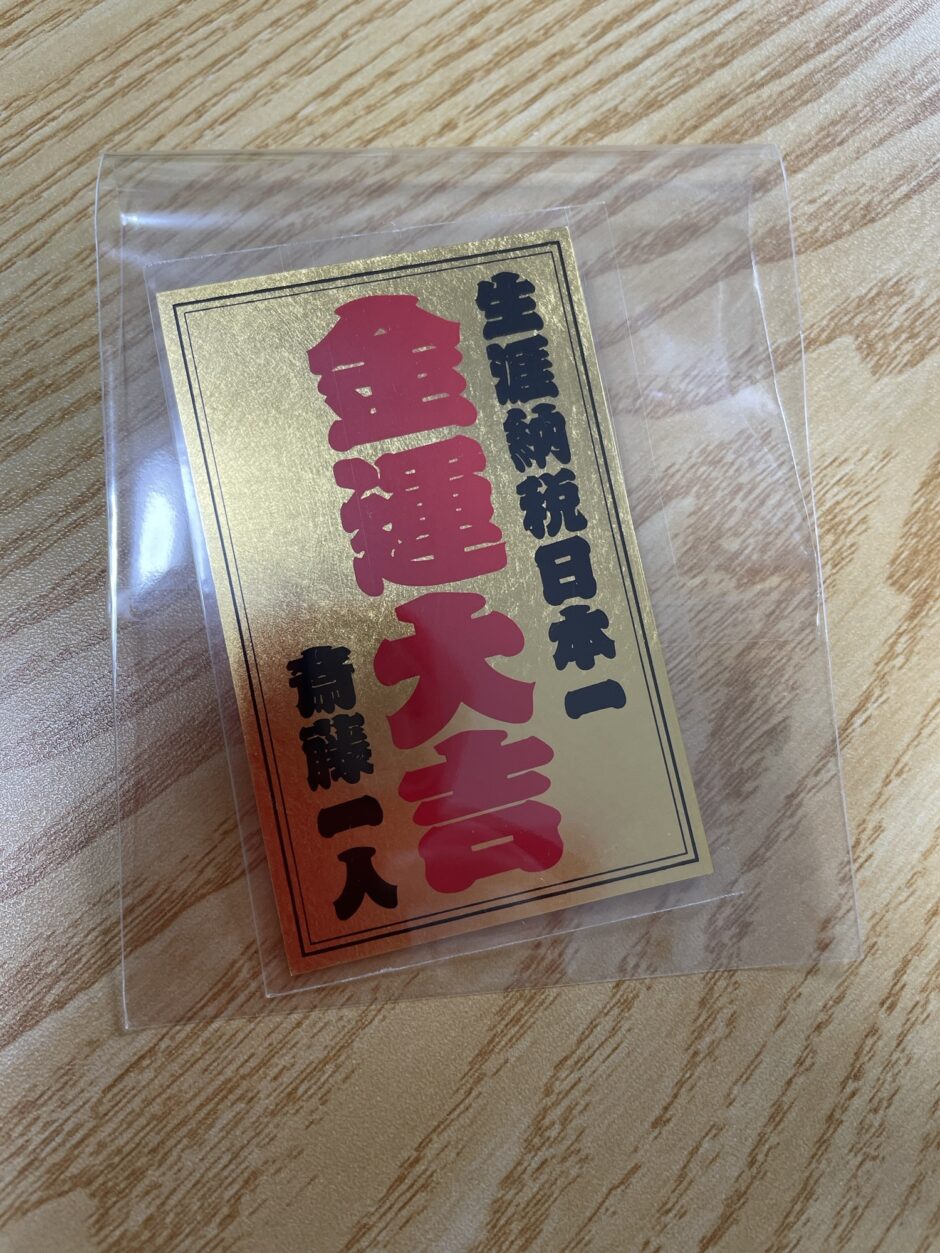 生涯納税日本一
金運大吉
斎藤一人